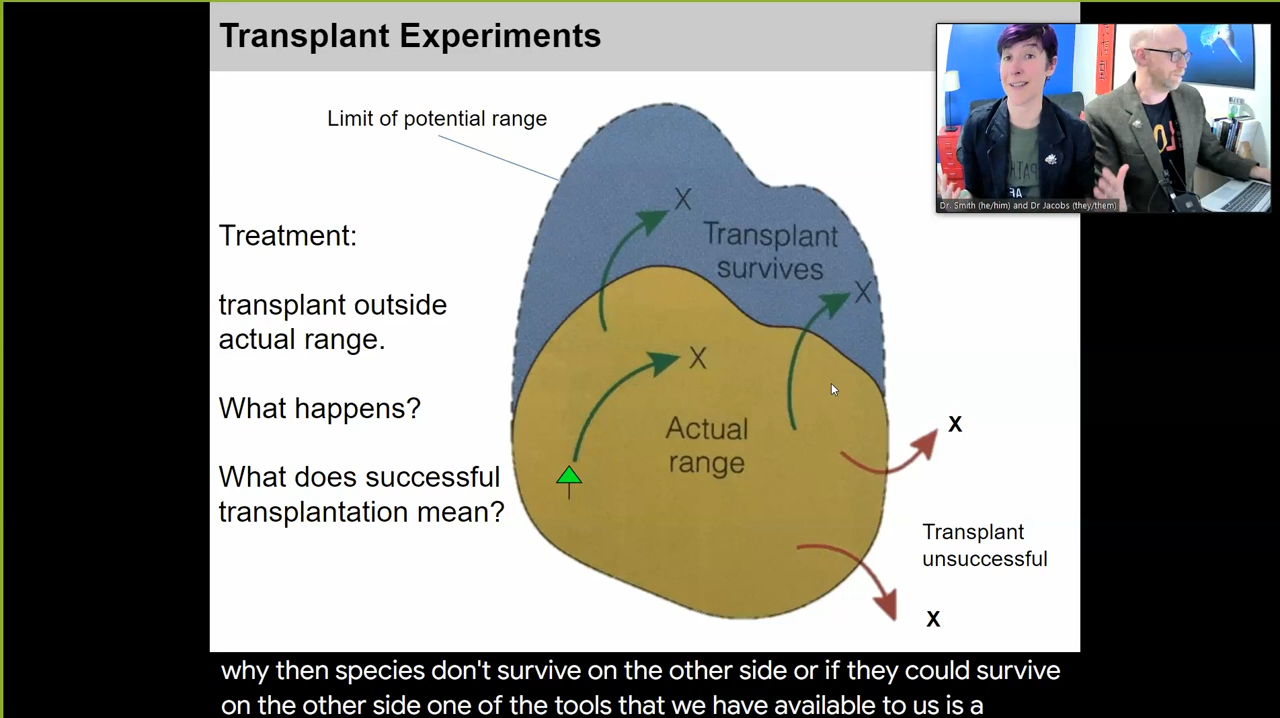 Transplant Experiments
Limit of potential range
X
Transplant
survives
X
Treatment:
transplant outside
actual range.
X
What happens?
Actual
range
X
What does successful
transplantation mean?
Transplant
unsuccessful
X
Dr. Smith (he/him) and Dr Jacobs (they/them)
why then species don't survive on the other side or if they could survive
on the other side one of the tools that we have available to us is a